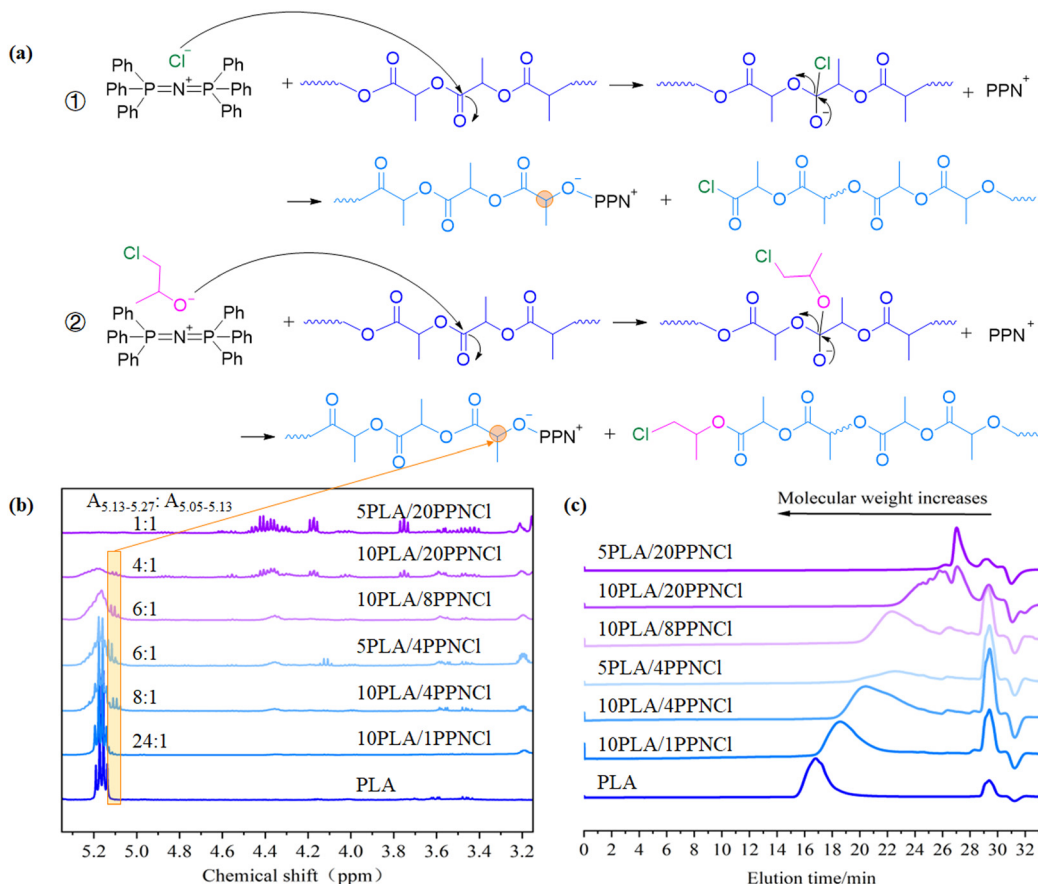 (a)
①
Cl⁻
Ph Ph
Ph P=N⁺=P Ph
Ph Ph
+
O O O
O O O
O
Cl
O O O
O O O
O⁻
+ PPN⁺
O O O O⁻
O O PPN⁺
+
Cl O O O
O O O O O
②
Cl
O⁻
Ph Ph
Ph P=N⁺=P Ph
Ph Ph
+
O O O
O O O
O
Cl
O
O O O
O O O
O⁻
+ PPN⁺
O O O O⁻
O O PPN⁺
+
Cl O O O O
O O O O O
(b)
A5.13-5.27: A5.05-5.13
1:1 5PLA/20PPNCl
4:1 10PLA/20PPNCl
6:1 10PLA/8PPNCl
6:1 5PLA/4PPNCl
8:1 10PLA/4PPNCl
24:1 10PLA/1PPNCl
PLA
5.2 5.0 4.8 4.6 4.4 4.2 4.0 3.8 3.6 3.4 3.2
Chemical shift（ppm）
(c)
Molecular weight increases
5PLA/20PPNCl
10PLA/20PPNCl
10PLA/8PPNCl
5PLA/4PPNCl
10PLA/4PPNCl
10PLA/1PPNCl
PLA
0 2 4 6 8 10 12 14 16 18 20 22 24 26 28 30 32
Elution time/min